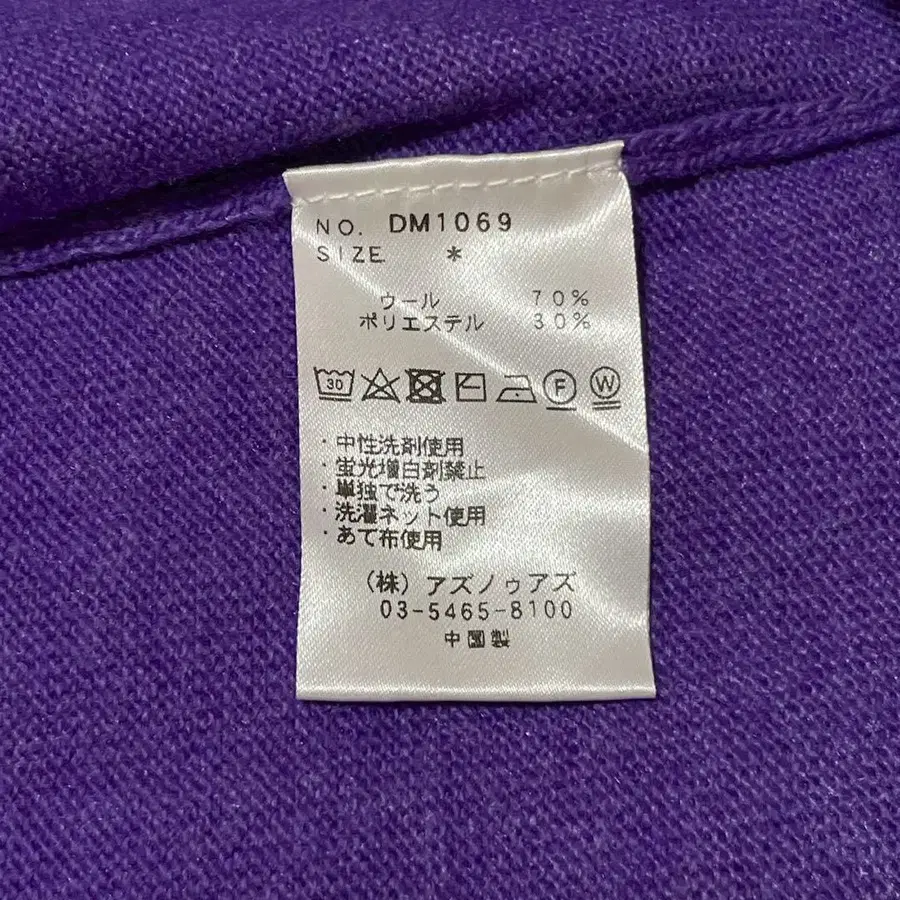 NO. DM1069
SIZE *
ウール 70%
ポリエステル 30%
30 F W
・中性洗剤使用
・蛍光増白剤禁止
・単独で洗う
・洗濯ネット使用
・あて布使用
(株)アズノゥアズ
03-5465-8100
中国製